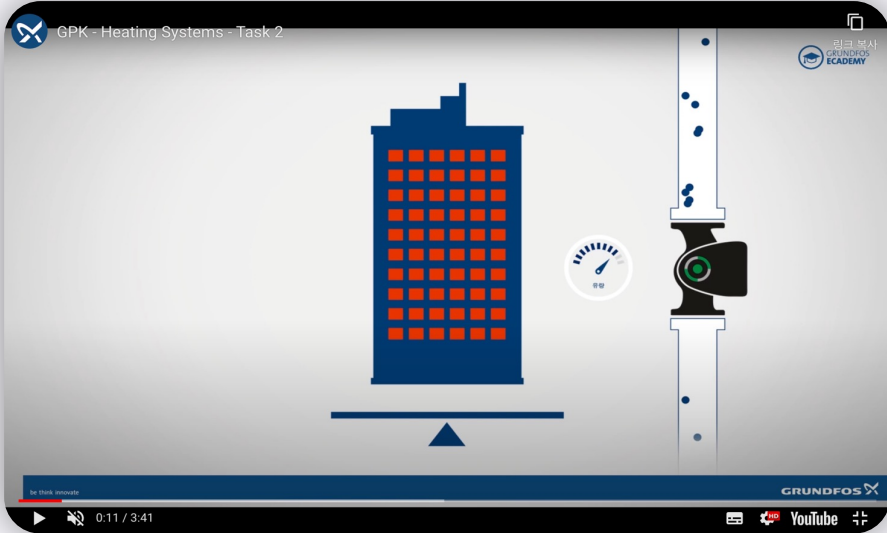 GPK - Heating Systems - Task 2
링크 복사
GRUNDFOS
ECADEMY
유량
be think innovate
GRUNDFOS
0:11 / 3:41
HD
YouTube